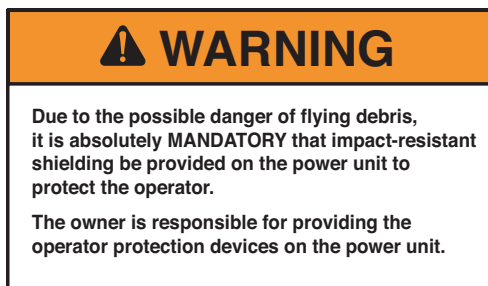 WARNING
Due to the possible danger of flying debris,
it is absolutely MANDATORY that impact-resistant
shielding be provided on the power unit to
protect the operator.
The owner is responsible for providing the
operator protection devices on the power unit.